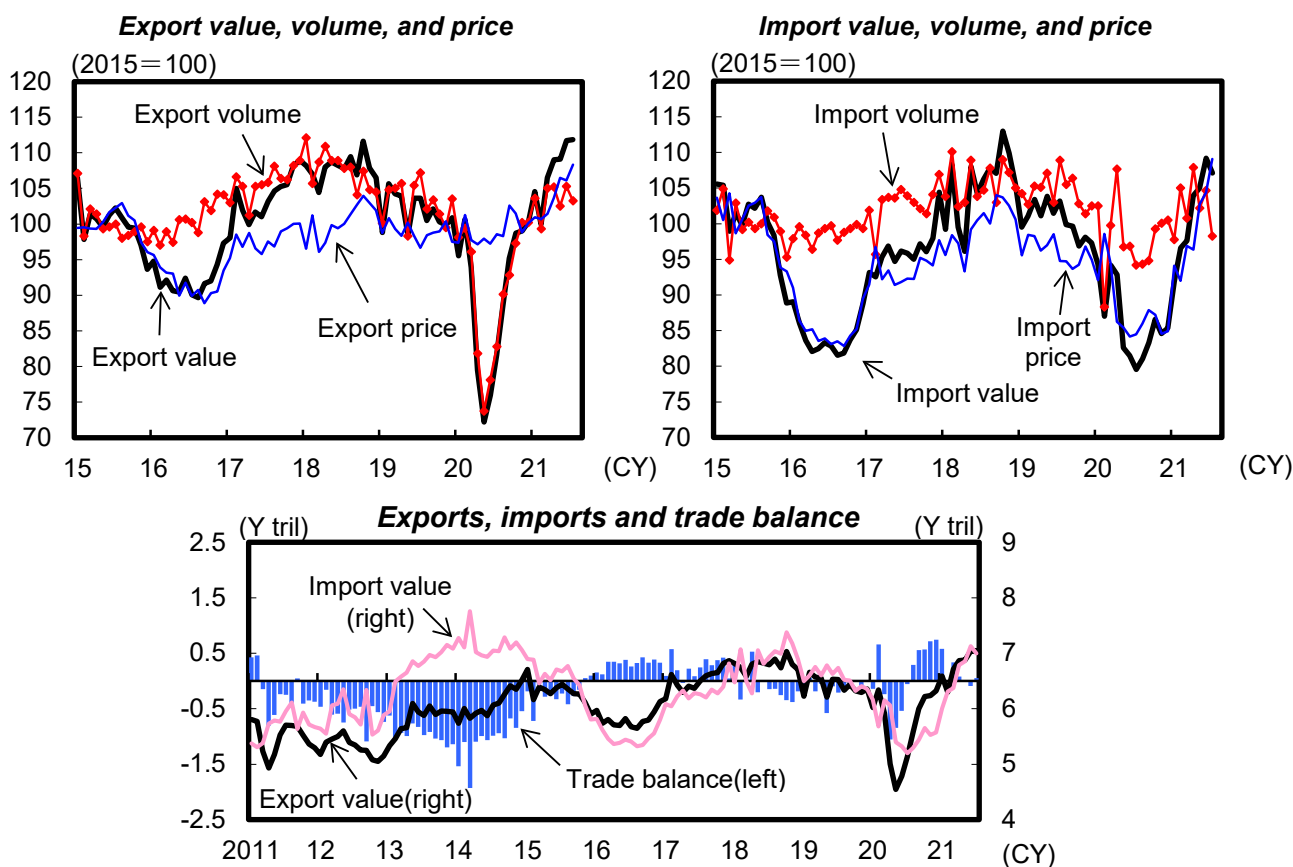 Export value, volume, and price
(2015＝100)
120
115
110
105
100
95
90
85
80
75
70
Export volume
Export price
Export value
15 16 17 18 19 20 21 (CY)
Import value, volume, and price
(2015＝100)
120
115
110
105
100
95
90
85
80
75
70
Import volume
Import
price
Import value
15 16 17 18 19 20 21 (CY)
Exports, imports and trade balance
(Y tril) (Y tril)
2.5 9
1.5 8
0.5 7
-0.5 6
-1.5 5
-2.5 4
Import value
(right)
Trade balance(left)
Export value(right)
2011 12 13 14 15 16 17 18 19 20 21 (CY)